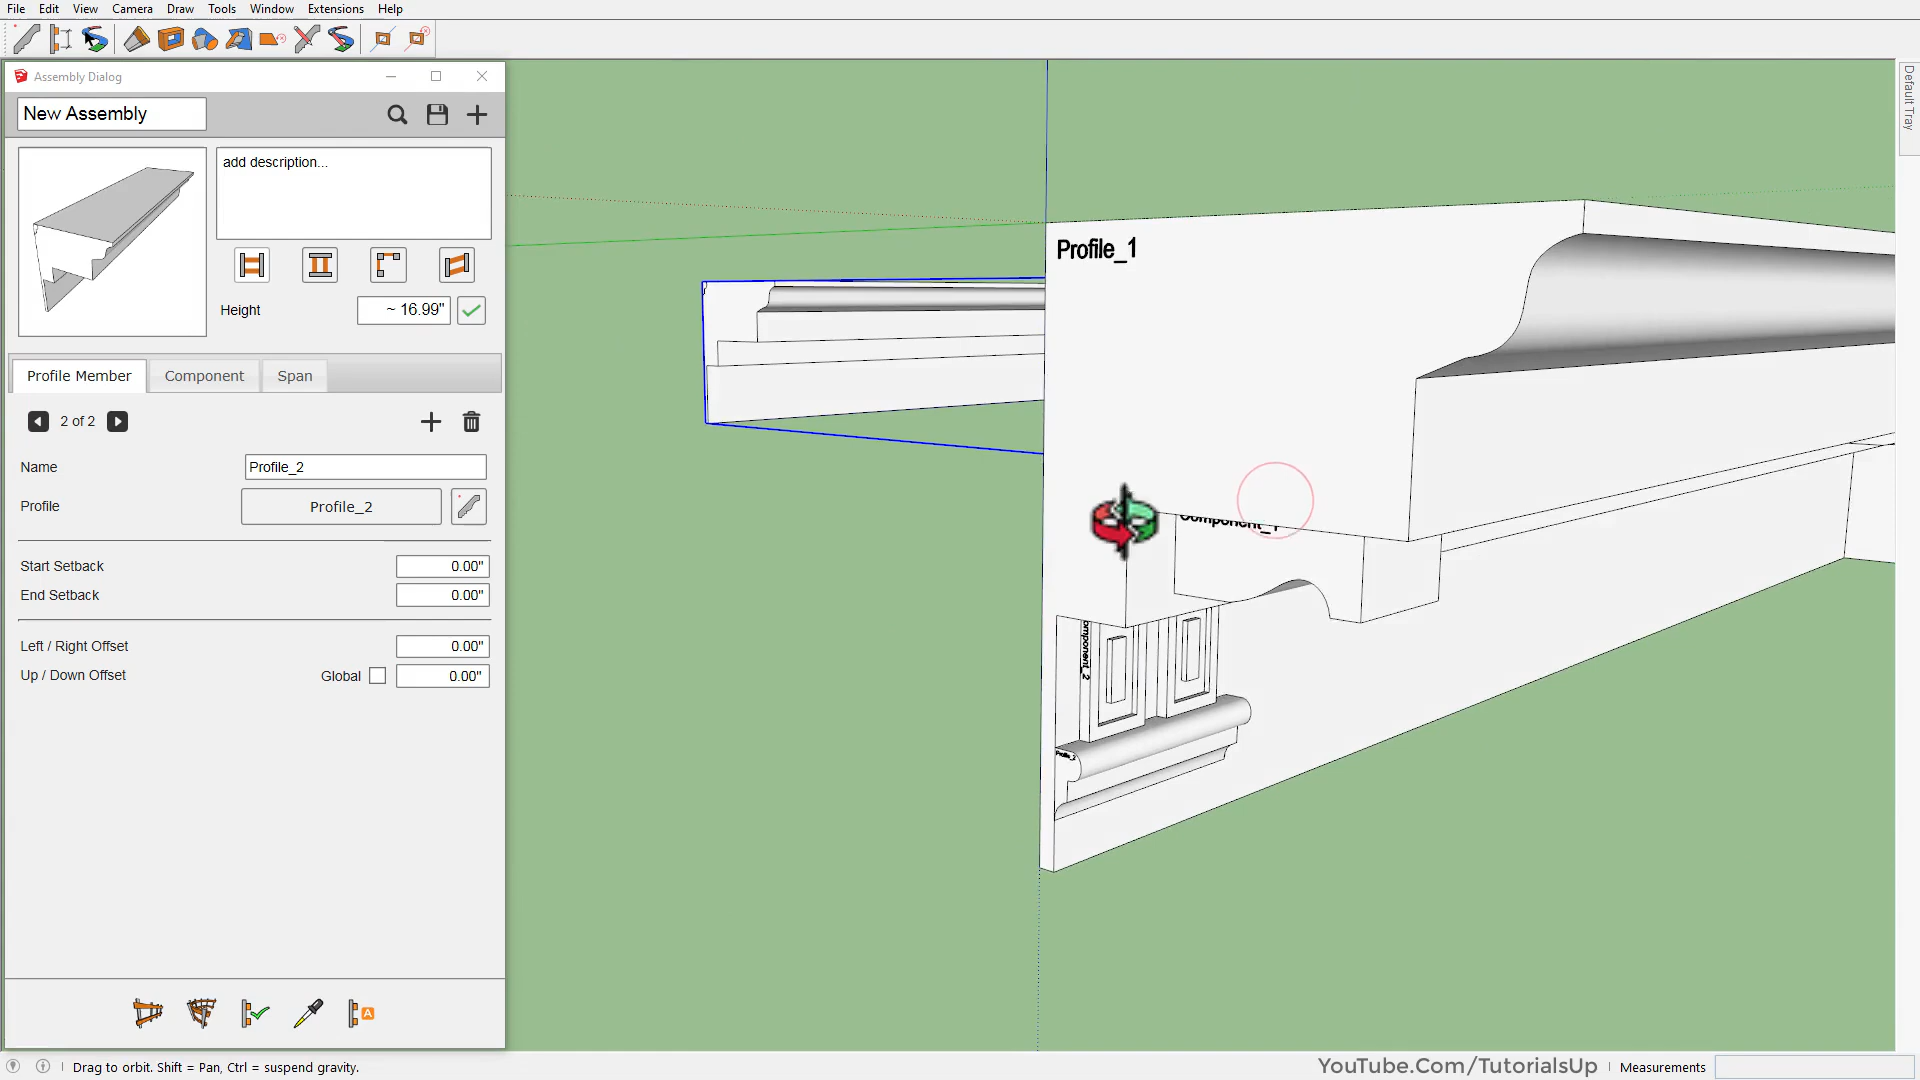 File Edit View Camera Draw Tools Window Extensions Help
Assembly Dialog
New Assembly
add description...
Height
~ 16.99"
Profile Member
Component
Span
2 of 2
Name
Profile_2
Profile
Profile_2
Start Setback
0.00"
End Setback
0.00"
Left / Right Offset
0.00"
Up / Down Offset
Global
0.00"
A
Default Tray
Profile_1
Component_1
omponent_2
Profile_2
Drag to orbit. Shift = Pan, Ctrl = suspend gravity.
YouTube.Com/TutorialsUp
Measurements